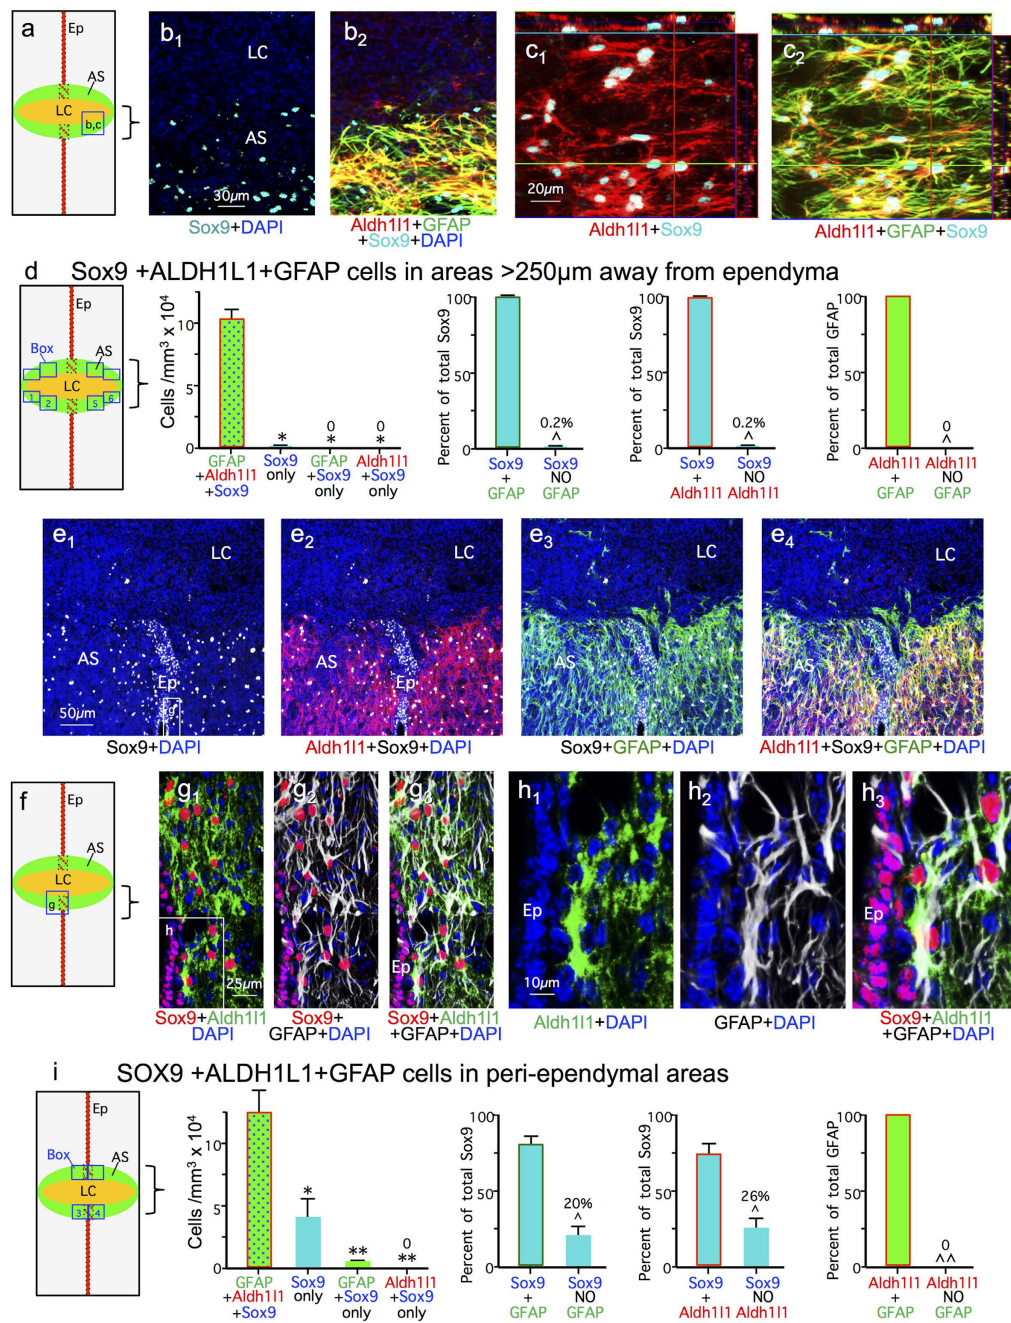 a
Ep
AS
LC
b,c
b1
LC
AS
30µm
Sox9+DAPI
b2
Aldh1l1+GFAP
+Sox9+DAPI
c1
20µm
Aldh1l1+Sox9
c2
Aldh1l1+GFAP+Sox9
d Sox9 +ALDH1L1+GFAP cells in areas >250µm away from ependyma
Ep
Box
AS
LC
1 2 5 6
Cells /mm³ x 10⁴
10
5
0
* 0 * 0 *
GFAP
+Aldh1l1
+Sox9
Sox9
only
GFAP
+Sox9
only
Aldh1l1
+Sox9
only
Percent of total Sox9
100
50
0
0.2%
^
Sox9
+
GFAP
Sox9
NO
GFAP
Percent of total Sox9
100
50
0
0.2%
^
Sox9
+
Aldh1l1
Sox9
NO
Aldh1l1
Percent of total GFAP
100
50
0
0
^
Aldh1l1
+
GFAP
Aldh1l1
NO
GFAP
e1
LC
AS
Ep
g
50µm
Sox9+DAPI
e2
LC
AS
Ep
Aldh1l1+Sox9+DAPI
e3
LC
AS
Sox9+GFAP+DAPI
e4
LC
AS
Aldh1l1+Sox9+GFAP+DAPI
f
Ep
AS
LC
g
g1
h
25µm
Sox9+Aldh1l1
DAPI
g2
Sox9+
GFAP+DAPI
g3
Ep
Sox9+Aldh1l1
+GFAP+DAPI
h1
Ep
10µm
Aldh1l1+DAPI
h2
GFAP+DAPI
h3
Ep
Sox9+Aldh1l1
+GFAP+DAPI
i SOX9 +ALDH1L1+GFAP cells in peri-ependymal areas
Ep
Box
AS
LC
3 4
Cells /mm³ x 10⁴
10
5
0
* ** 0 **
GFAP
+Aldh1l1
+Sox9
Sox9
only
GFAP
+Sox9
only
Aldh1l1
+Sox9
only
Percent of total Sox9
100
50
0
20%
^
Sox9
+
GFAP
Sox9
NO
GFAP
Percent of total Sox9
100
50
0
26%
^
Sox9
+
Aldh1l1
Sox9
NO
Aldh1l1
Percent of total GFAP
100
50
0
0
^^
Aldh1l1
+
GFAP
Aldh1l1
NO
GFAP